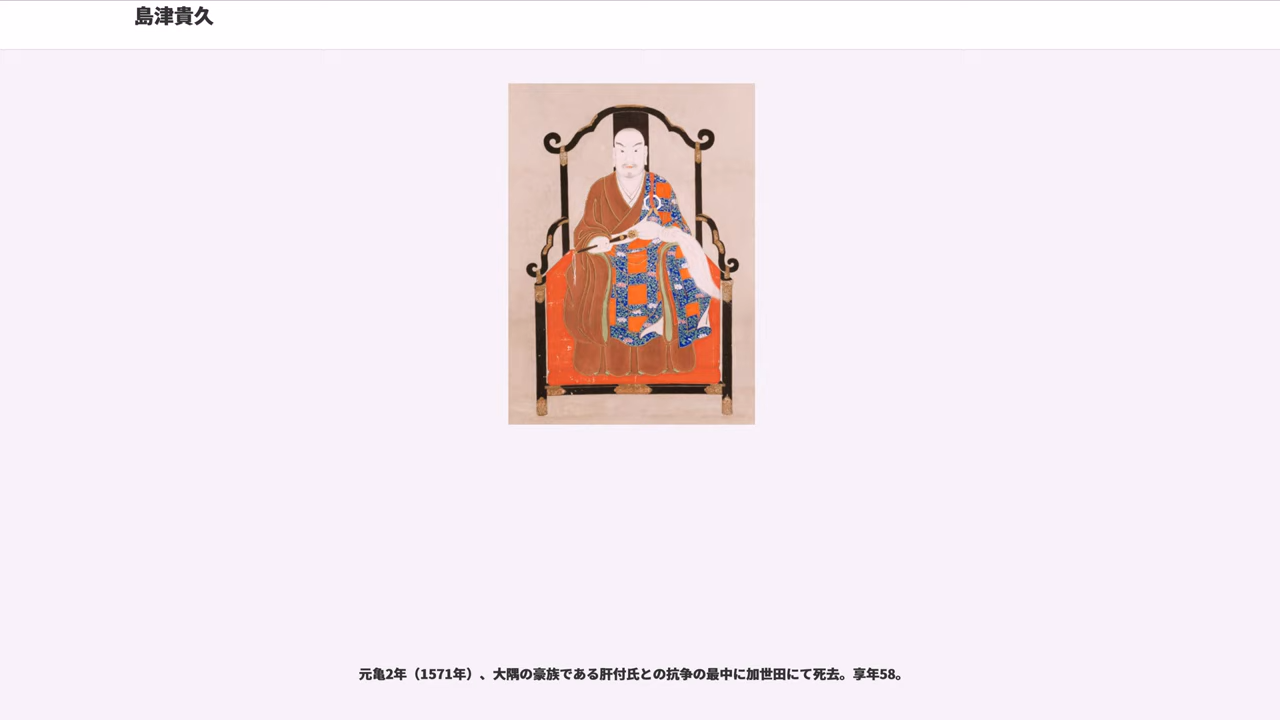 島津貴久
元亀2年（1571年）、大隅の豪族である肝付氏との抗争の最中に加世田にて死去。享年58。